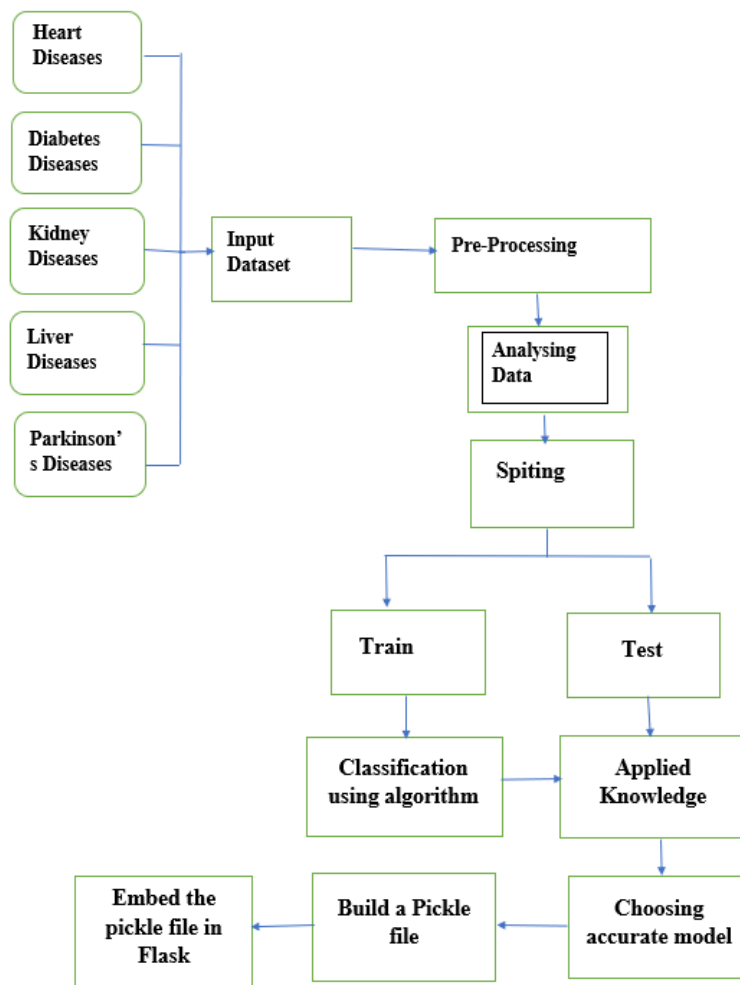 Heart
Diseases
Diabetes
Diseases
Kidney
Diseases
Liver
Diseases
Parkinson’
s Diseases
Input
Dataset
Pre-Processing
Analysing
Data
Spiting
Train
Test
Classification
using algorithm
Applied
Knowledge
Choosing
accurate model
Build a Pickle
file
Embed the
pickle file in
Flask